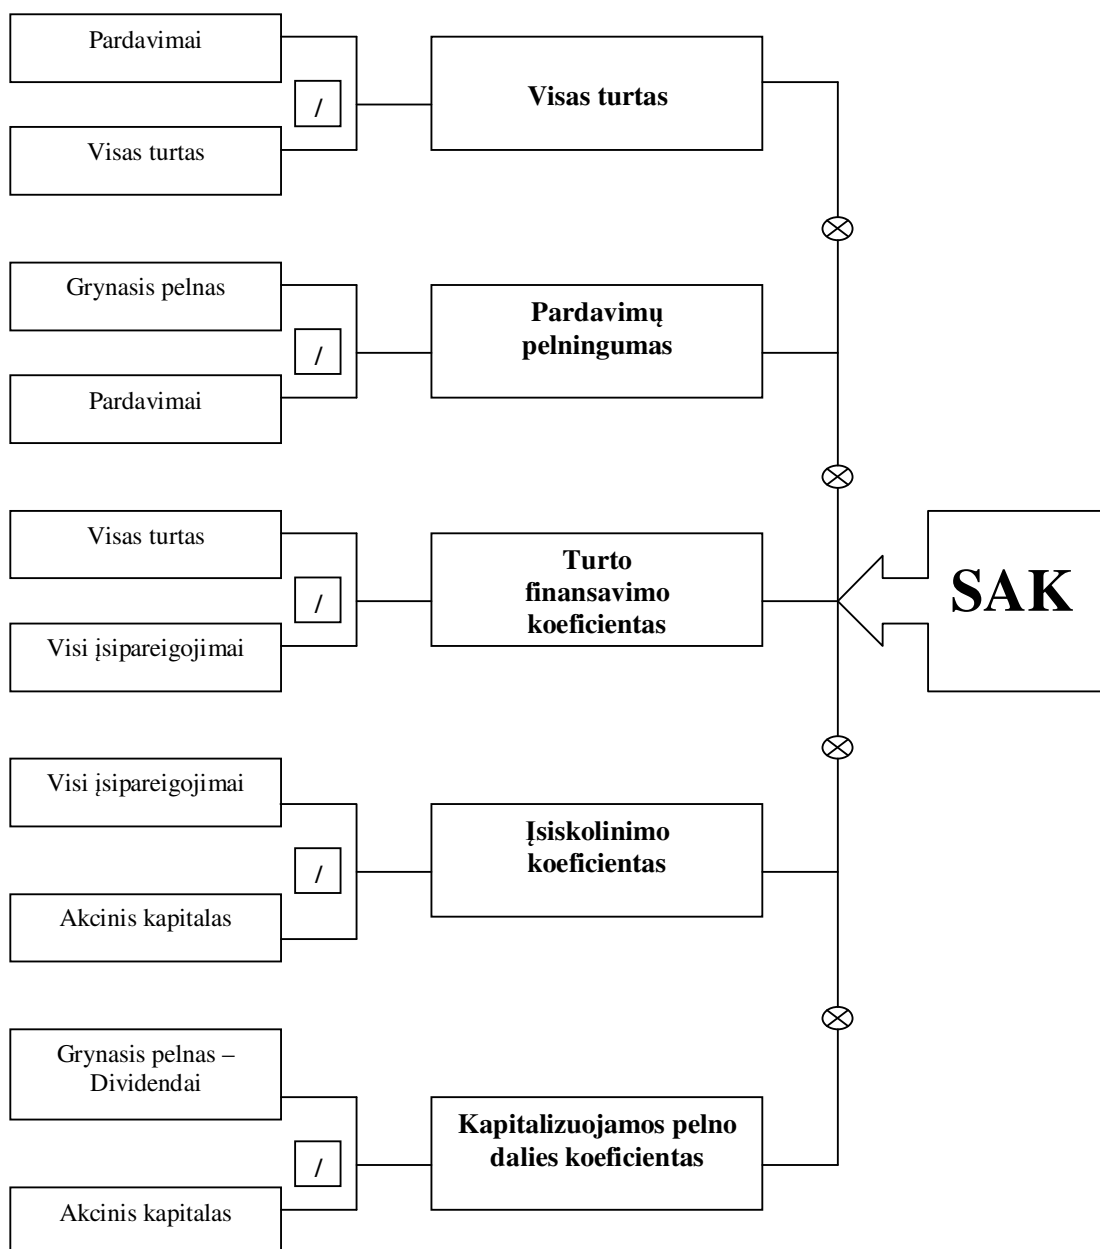 Pardavimai
/
Visas turtas
Visas turtas
Grynasis pelnas
/
Pardavimai
Pardavimų
pelningumas
Visas turtas
/
Visi įsipareigojimai
Turto
finansavimo
koeficientas
SAK
Visi įsipareigojimai
/
Akcinis kapitalas
Įsiskolinimo
koeficientas
Grynasis pelnas –
Dividendai
/
Akcinis kapitalas
Kapitalizuojamos pelno
dalies koeficientas